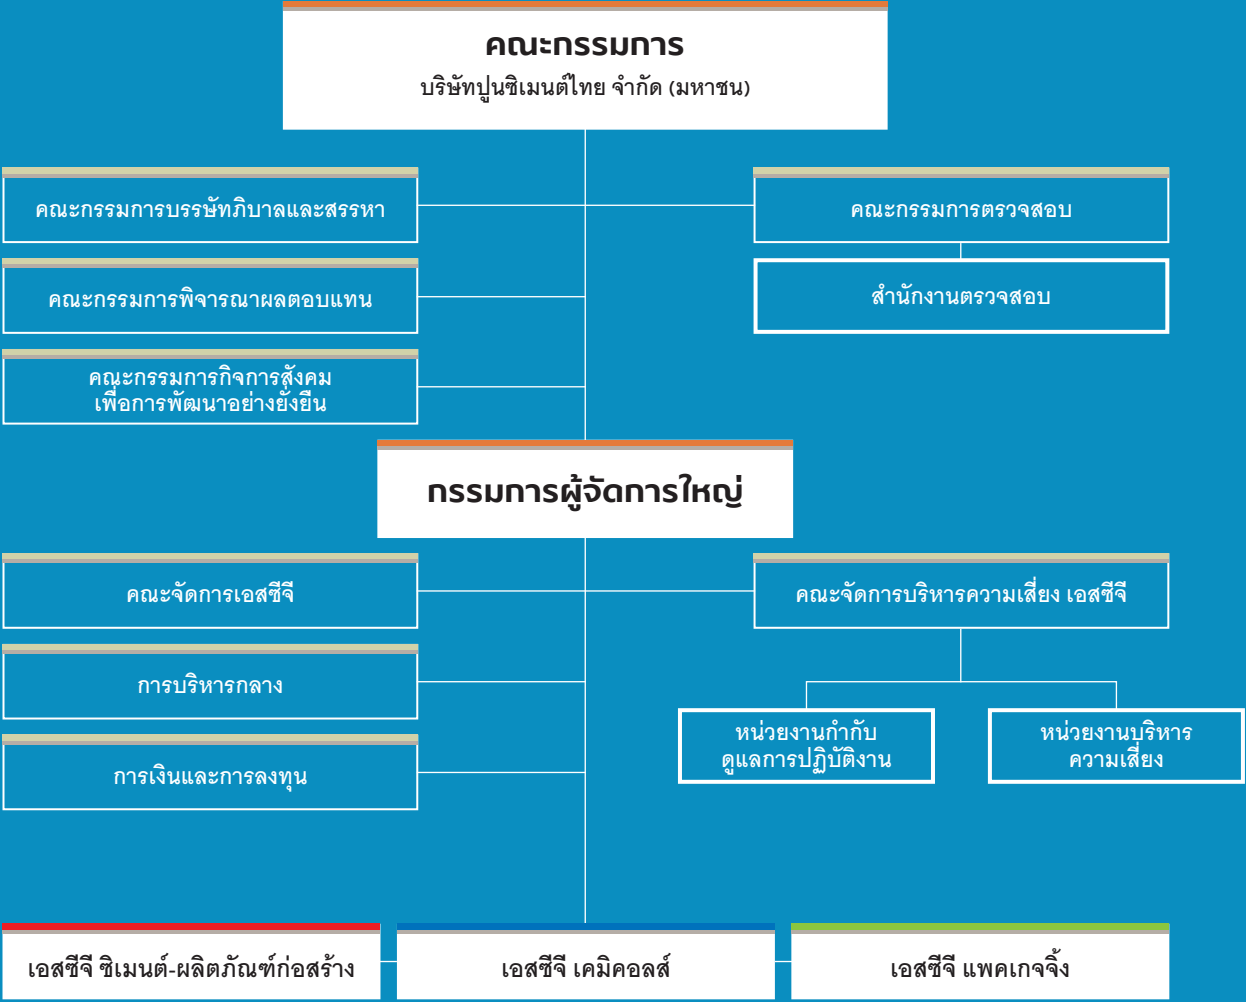 คณะกรรมการ
บริษัทปูนซิเมนต์ไทย จำกัด (มหาชน)
คณะกรรมการบรรษัทภิบาลและสรรหา
คณะกรรมการตรวจสอบ
คณะกรรมการพิจารณาผลตอบแทน
สำนักงานตรวจสอบ
คณะกรรมการกิจการสังคม
เพื่อการพัฒนาอย่างยั่งยืน
กรรมการผู้จัดการใหญ่
คณะจัดการเอสซีจี
คณะจัดการบริหารความเสี่ยง เอสซีจี
การบริหารกลาง
หน่วยงานกำกับ
ดูแลการปฏิบัติงาน
หน่วยงานบริหาร
ความเสี่ยง
การเงินและการลงทุน
เอสซีจี ซิเมนต์-ผลิตภัณฑ์ก่อสร้าง
เอสซีจี เคมิคอลส์
เอสซีจี แพคเกจจิ้ง